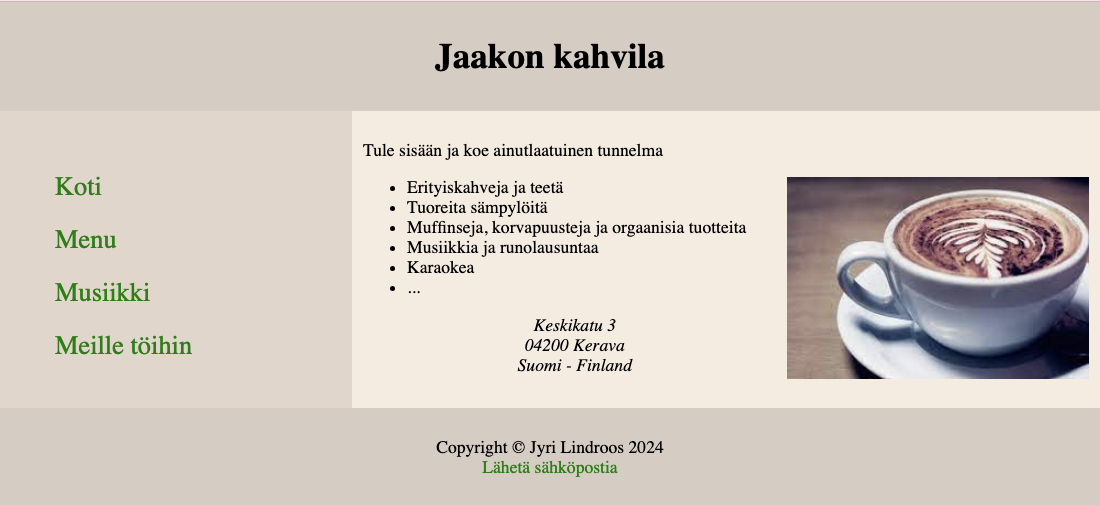 Jaakon kahvila
Koti
Menu
Musiikki
Meille töihin
Tule sisään ja koe ainutlaatuinen tunnelma
• Erityiskahveja ja teetä
• Tuoreita sämpylöitä
• Muffinseja, korvapuusteja ja orgaanisia tuotteita
• Musiikkia ja runolausuntaa
• Karaokea
• ...
Keskikatu 3
04200 Kerava
Suomi - Finland
Copyright © Jyri Lindroos 2024
Lähetä sähköpostia